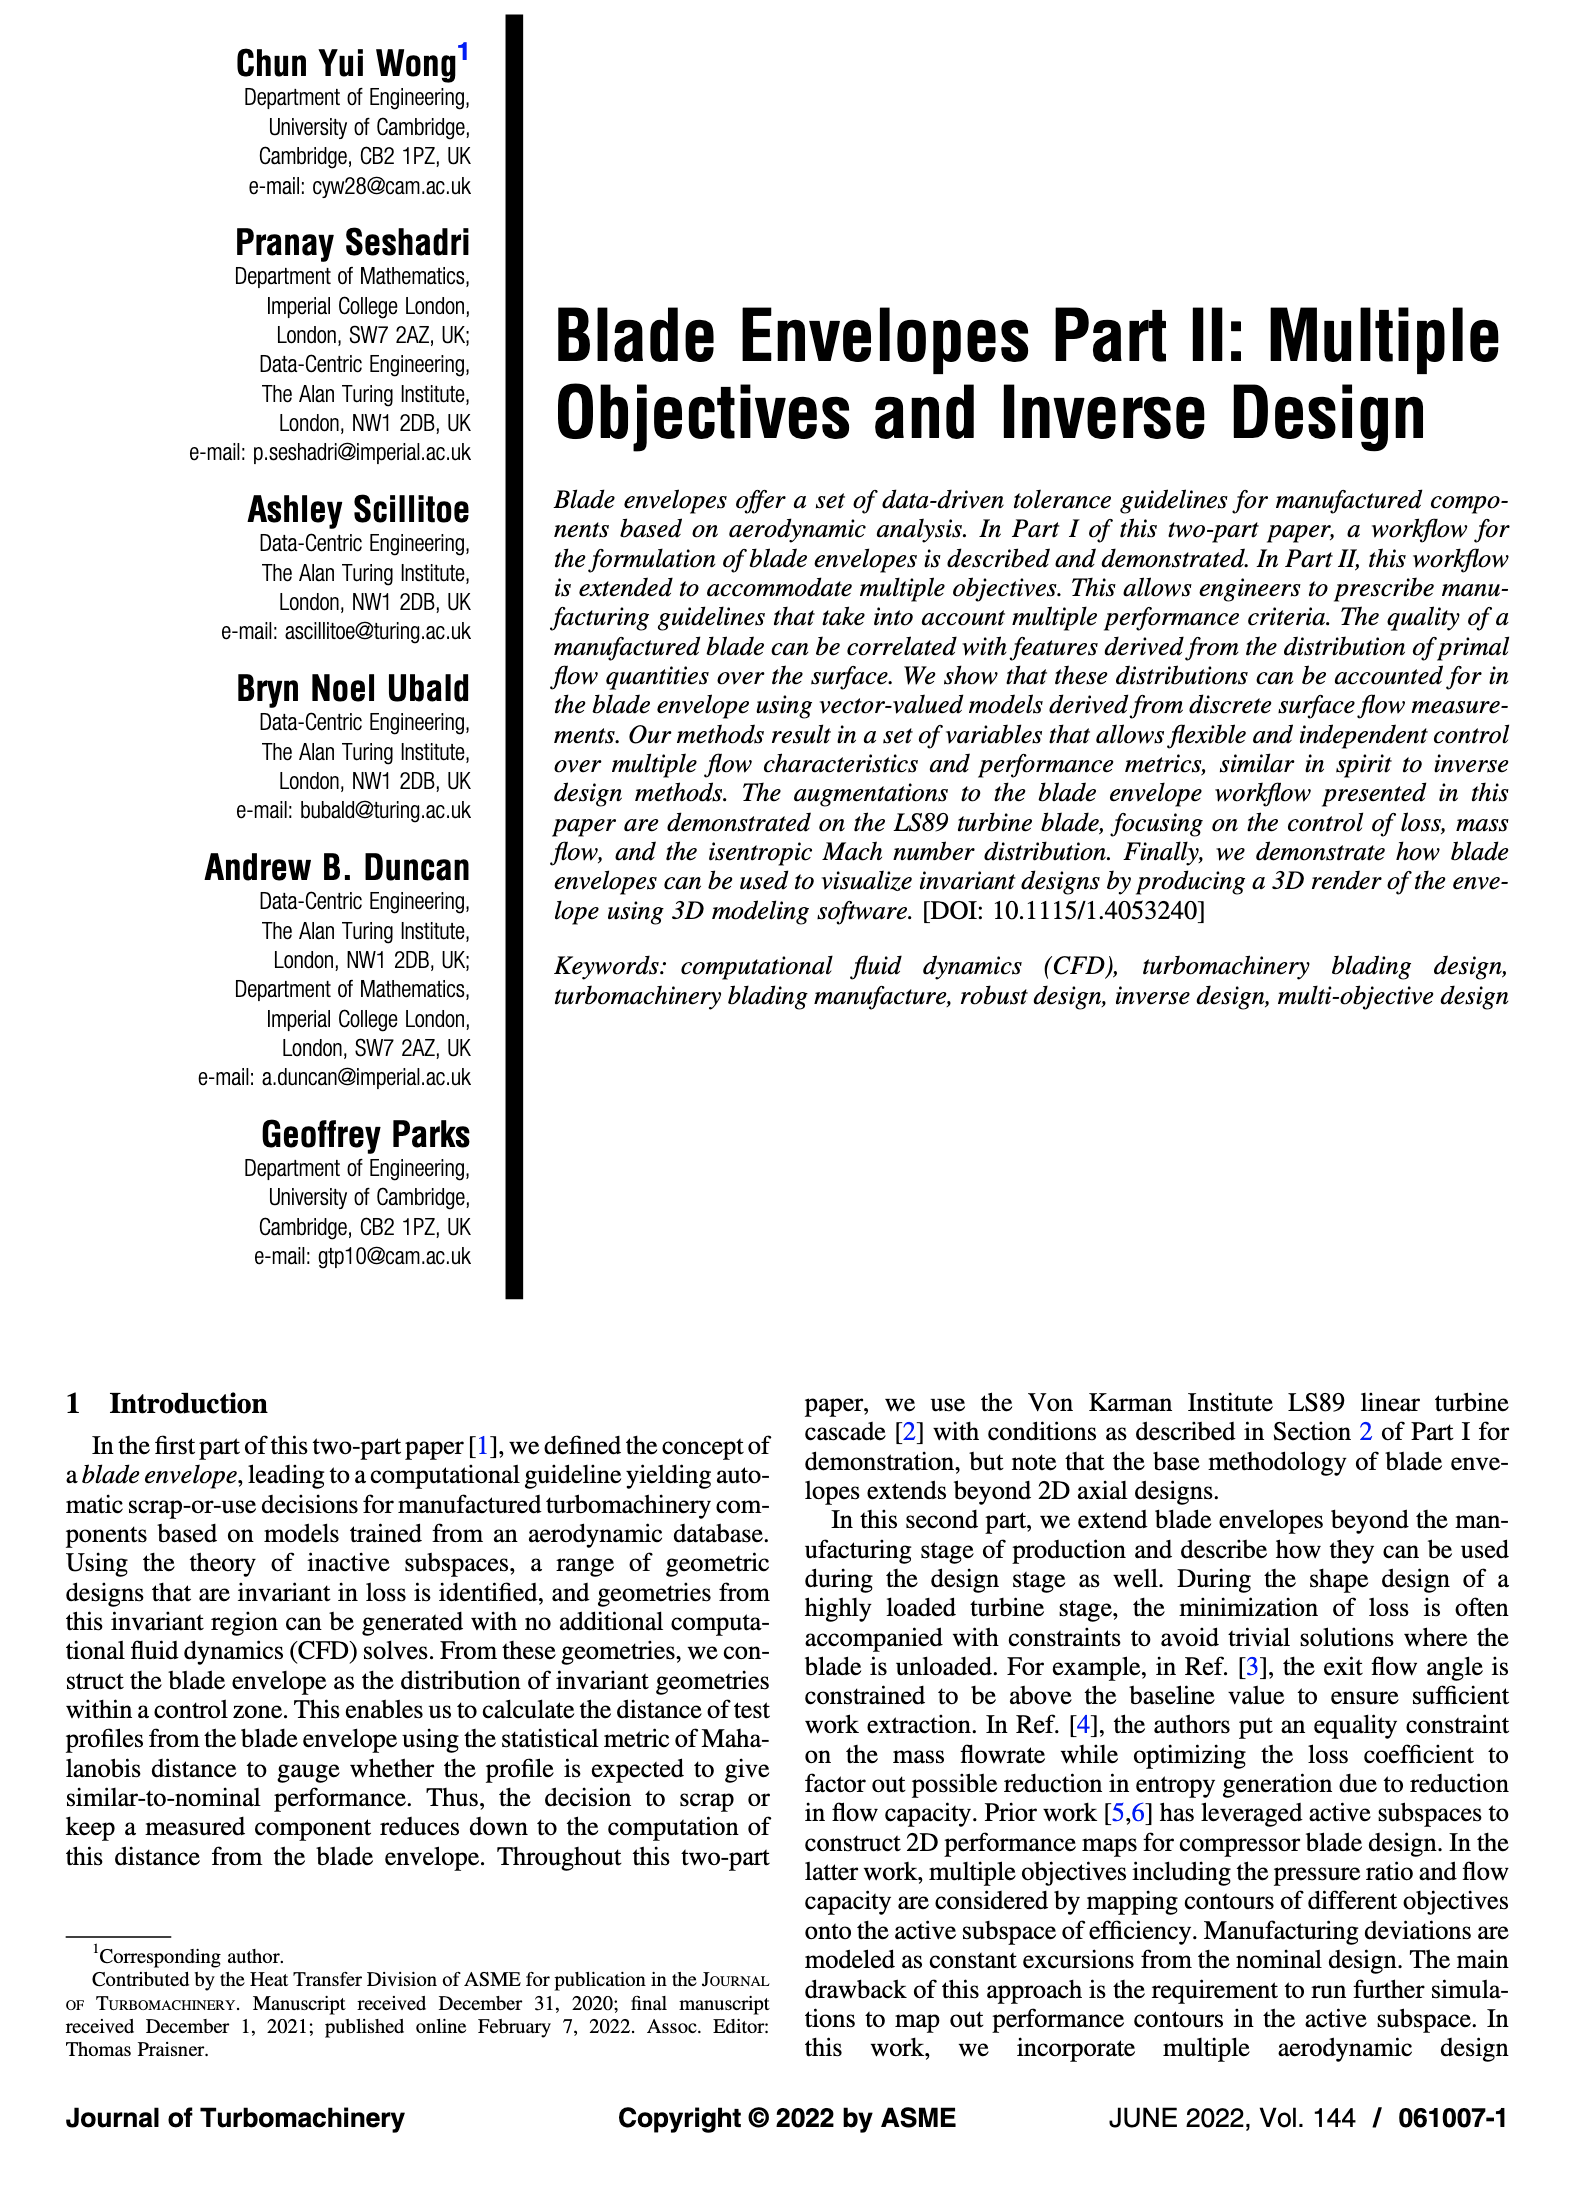 Chun Yui Wong1
Department of Engineering,
University of Cambridge,
Cambridge, CB2 1PZ, UK
e-mail: cyw28@cam.ac.uk
Pranay Seshadri
Department of Mathematics,
Imperial College London,
London, SW7 2AZ, UK;
Data-Centric Engineering,
The Alan Turing Institute,
London, NW1 2DB, UK
e-mail: p.seshadri@imperial.ac.uk
Ashley Scillitoe
Data-Centric Engineering,
The Alan Turing Institute,
London, NW1 2DB, UK
e-mail: ascillitoe@turing.ac.uk
Bryn Noel Ubald
Data-Centric Engineering,
The Alan Turing Institute,
London, NW1 2DB, UK
e-mail: bubald@turing.ac.uk
Andrew B. Duncan
Data-Centric Engineering,
The Alan Turing Institute,
London, NW1 2DB, UK;
Department of Mathematics,
Imperial College London,
London, SW7 2AZ, UK
e-mail: a.duncan@imperial.ac.uk
Geoffrey Parks
Department of Engineering,
University of Cambridge,
Cambridge, CB2 1PZ, UK
e-mail: gtp10@cam.ac.uk
Blade Envelopes Part II: Multiple
Objectives and Inverse Design
Blade envelopes offer a set of data-driven tolerance guidelines for manufactured compo-
nents based on aerodynamic analysis. In Part I of this two-part paper, a workflow for
the formulation of blade envelopes is described and demonstrated. In Part II, this workflow
is extended to accommodate multiple objectives. This allows engineers to prescribe manu-
facturing guidelines that take into account multiple performance criteria. The quality of a
manufactured blade can be correlated with features derived from the distribution of primal
flow quantities over the surface. We show that these distributions can be accounted for in
the blade envelope using vector-valued models derived from discrete surface flow measure-
ments. Our methods result in a set of variables that allows flexible and independent control
over multiple flow characteristics and performance metrics, similar in spirit to inverse
design methods. The augmentations to the blade envelope workflow presented in this
paper are demonstrated on the LS89 turbine blade, focusing on the control of loss, mass
flow, and the isentropic Mach number distribution. Finally, we demonstrate how blade
envelopes can be used to visualize invariant designs by producing a 3D render of the enve-
lope using 3D modeling software. [DOI: 10.1115/1.4053240]
Keywords: computational fluid dynamics (CFD), turbomachinery blading design,
turbomachinery blading manufacture, robust design, inverse design, multi-objective design
1 Introduction
In the first part of this two-part paper [1], we defined the concept of
a blade envelope, leading to a computational guideline yielding auto-
matic scrap-or-use decisions for manufactured turbomachinery com-
ponents based on models trained from an aerodynamic database.
Using the theory of inactive subspaces, a range of geometric
designs that are invariant in loss is identified, and geometries from
this invariant region can be generated with no additional computa-
tional fluid dynamics (CFD) solves. From these geometries, we con-
struct the blade envelope as the distribution of invariant geometries
within a control zone. This enables us to calculate the distance of test
profiles from the blade envelope using the statistical metric of Maha-
lanobis distance to gauge whether the profile is expected to give
similar-to-nominal performance. Thus, the decision to scrap or
keep a measured component reduces down to the computation of
this distance from the blade envelope. Throughout this two-part
1Corresponding author.
Contributed by the Heat Transfer Division of ASME for publication in the JOURNAL
OF TURBOMACHINERY. Manuscript received December 31, 2020; final manuscript
received December 1, 2021; published online February 7, 2022. Assoc. Editor:
Thomas Praisner.
paper, we use the Von Karman Institute LS89 linear turbine
cascade [2] with conditions as described in Section 2 of Part I for
demonstration, but note that the base methodology of blade enve-
lopes extends beyond 2D axial designs.
In this second part, we extend blade envelopes beyond the man-
ufacturing stage of production and describe how they can be used
during the design stage as well. During the shape design of a
highly loaded turbine stage, the minimization of loss is often
accompanied with constraints to avoid trivial solutions where the
blade is unloaded. For example, in Ref. [3], the exit flow angle is
constrained to be above the baseline value to ensure sufficient
work extraction. In Ref. [4], the authors put an equality constraint
on the mass flowrate while optimizing the loss coefficient to
factor out possible reduction in entropy generation due to reduction
in flow capacity. Prior work [5,6] has leveraged active subspaces to
construct 2D performance maps for compressor blade design. In the
latter work, multiple objectives including the pressure ratio and flow
capacity are considered by mapping contours of different objectives
onto the active subspace of efficiency. Manufacturing deviations are
modeled as constant excursions from the nominal design. The main
drawback of this approach is the requirement to run further simula-
tions to map out performance contours in the active subspace. In
this work, we incorporate multiple aerodynamic design
Journal of Turbomachinery
Copyright © 2022 by ASME
JUNE 2022, Vol. 144 / 061007-1